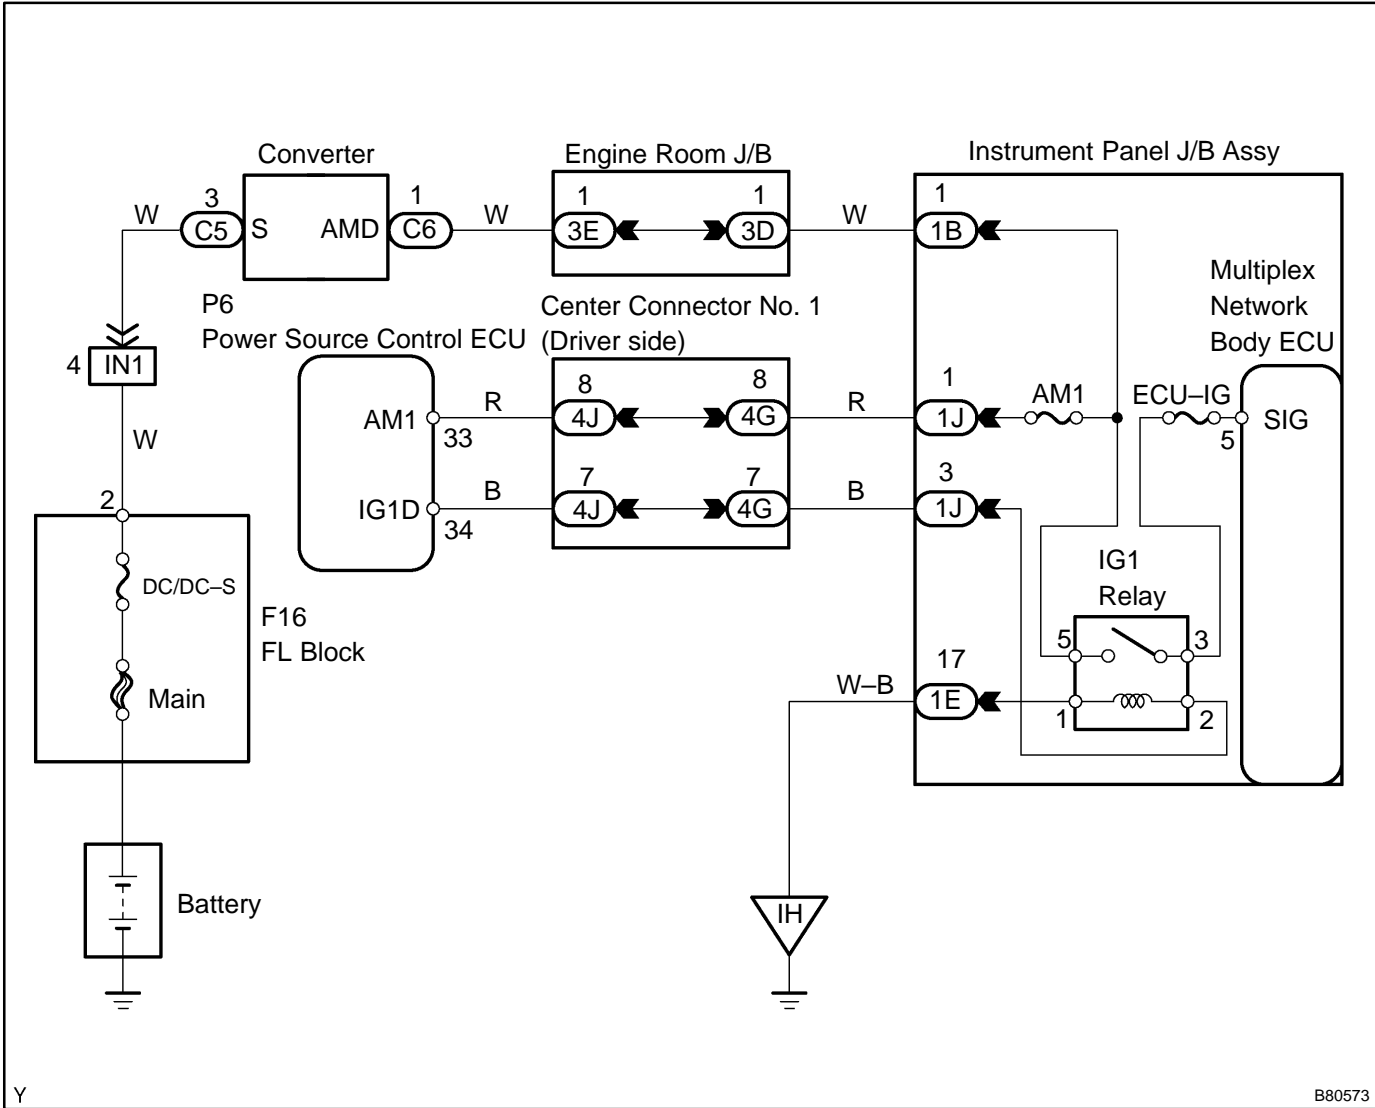 Converter
Engine Room J/B
Instrument Panel J/B Assy
3
1
1
1
1
W
C5
S
AMD
C6
W
3E
3D
W
1B
Multiplex
Network
Body ECU
P6
Power Source Control ECU
Center Connector No. 1
(Driver side)
4
IN1
8
8
1
AM1
ECU–IG
AM1
33
R
4J
4G
R
1J
5
SIG
W
7
7
3
IG1D
34
B
4J
4G
B
1J
2
DC/DC–S
Main
F16
FL Block
IG1
Relay
5
3
17
W–B
1E
1
2
Battery
IH
Y
B80573